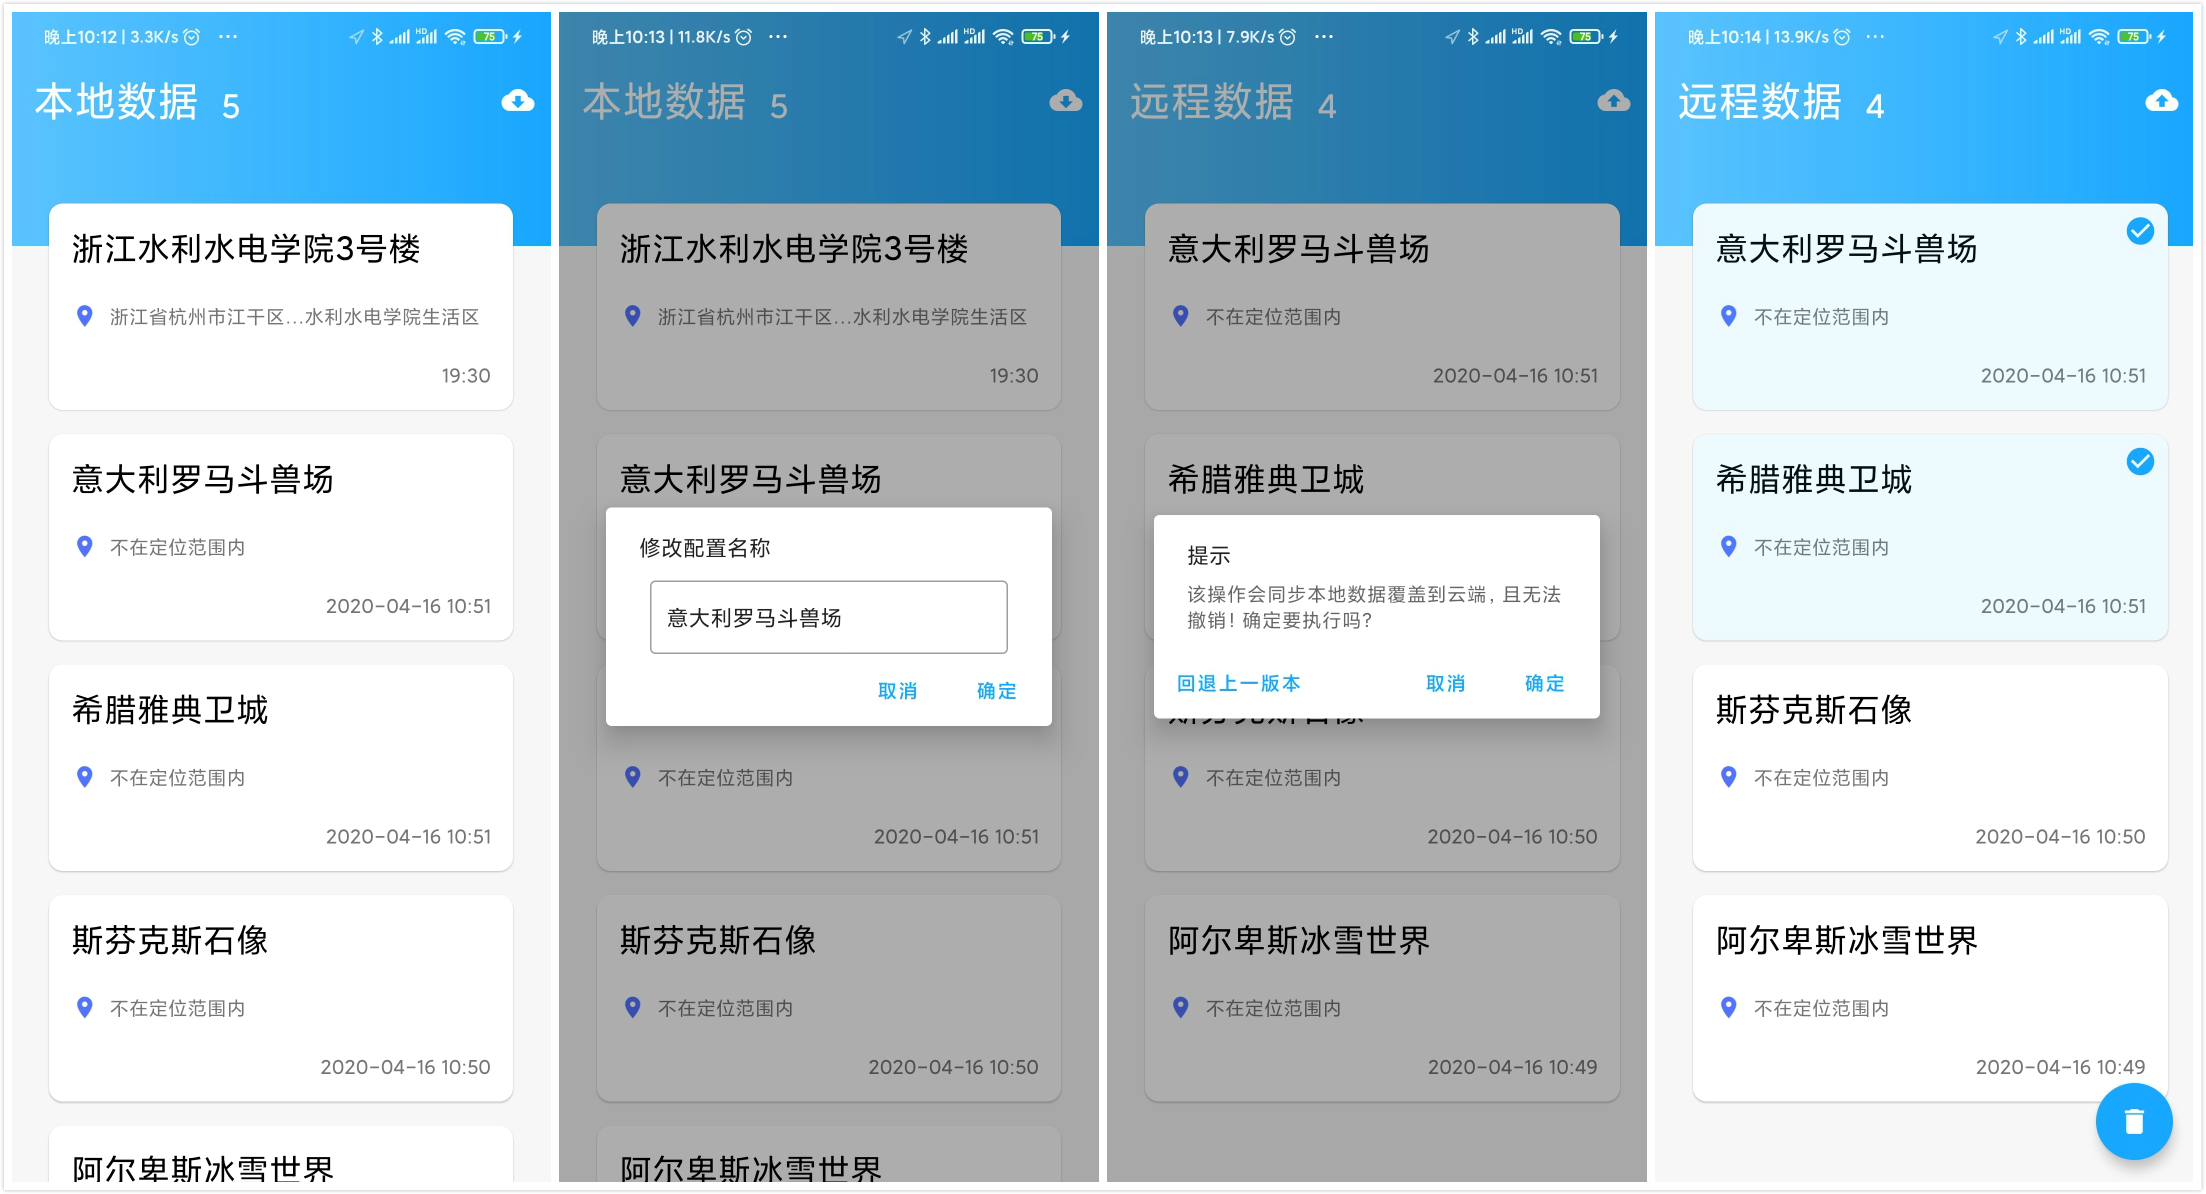 晚上10:12 | 3.3K/s ···
HD
75
本地数据 5
浙江水利水电学院3号楼
浙江省杭州市江干区...水利水电学院生活区
19:30
意大利罗马斗兽场
不在定位范围内
2020-04-16 10:51
希腊雅典卫城
不在定位范围内
2020-04-16 10:51
斯芬克斯石像
不在定位范围内
2020-04-16 10:50
阿尔卑斯冰雪世界
晚上10:13 | 11.8K/s ···
HD
75
本地数据 5
浙江水利水电学院3号楼
浙江省杭州市江干区...水利水电学院生活区
19:30
意大利罗马斗兽场
修改配置名称
意大利罗马斗兽场
取消 确定
不在定位范围内
2020-04-16 10:51
斯芬克斯石像
不在定位范围内
2020-04-16 10:50
阿尔卑斯冰雪世界
晚上10:13 | 7.9K/s ···
HD
75
远程数据 4
意大利罗马斗兽场
不在定位范围内
2020-04-16 10:51
希腊雅典卫城
提示
该操作会同步本地数据覆盖到云端，且无法
撤销！确定要执行吗？
回退上一版本 取消 确定
斯芬克斯石像
不在定位范围内
2020-04-16 10:50
阿尔卑斯冰雪世界
不在定位范围内
2020-04-16 10:49
晚上10:14 | 13.9K/s ···
HD
75
远程数据 4
意大利罗马斗兽场
不在定位范围内
2020-04-16 10:51
希腊雅典卫城
不在定位范围内
2020-04-16 10:51
斯芬克斯石像
不在定位范围内
2020-04-16 10:50
阿尔卑斯冰雪世界
不在定位范围内
2020-04-16 10:49